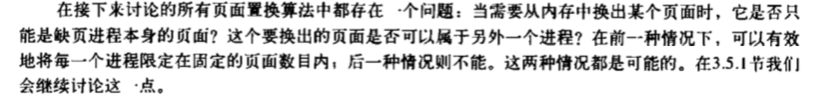 在接下来讨论的所有页面置换算法中都存在一个问题：当需要从内存中换出某个页面时，它是否只
能是缺页进程本身的页面？这个要换出的页面是否可以属于另外一个进程？在前一种情况下，可以有效
地将每一个进程限定在固定的页面数目内；后一种情况则不能。这两种情况都是可能的。在3.5.1节我们
会继续讨论这一点。